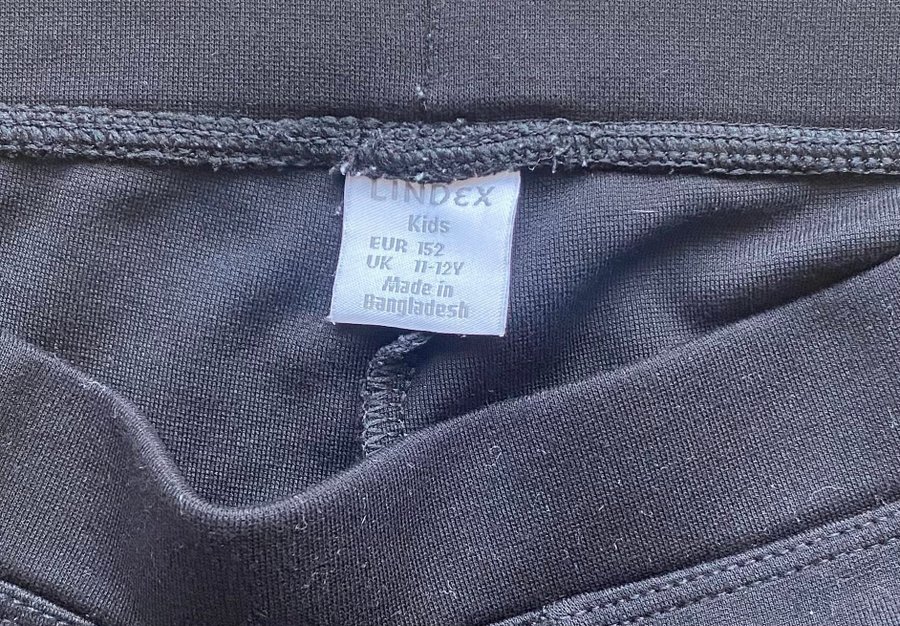 LINDEX
Kids
EUR 152
UK 11-12Y
Made in
Bangladesh